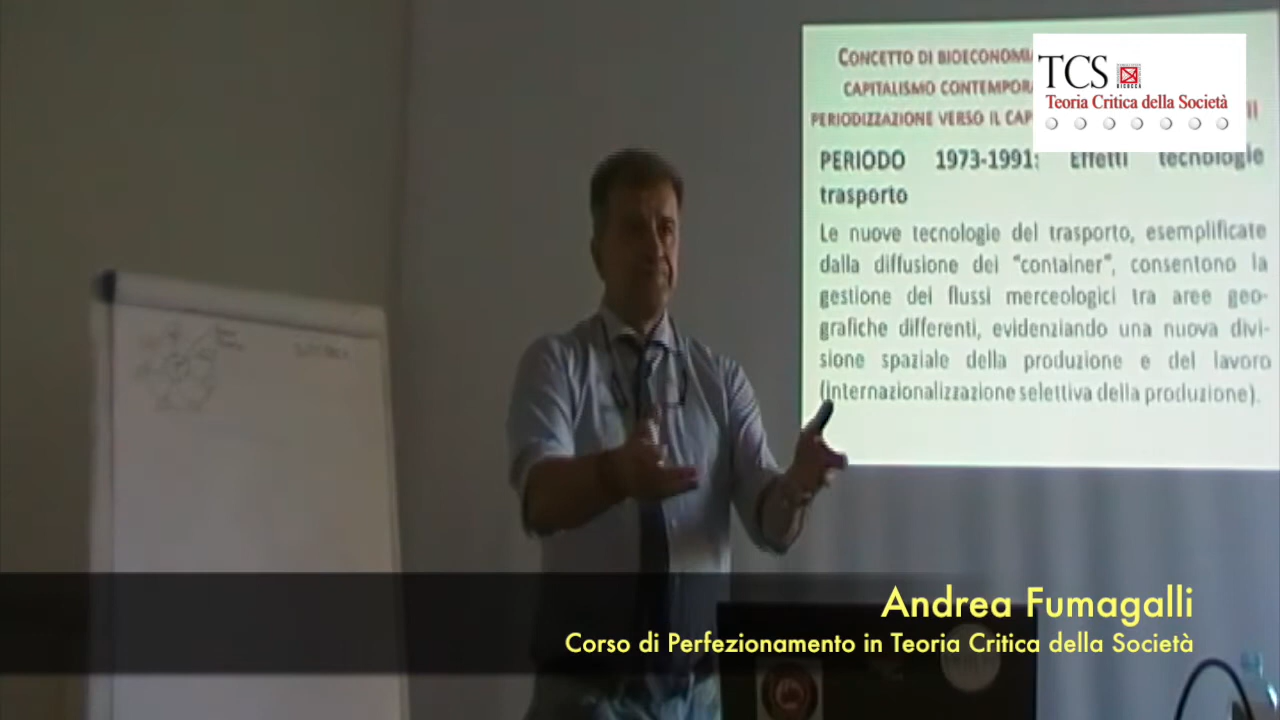 CONCETTO DI BIOECONOMIA
CAPITALISMO CONTEMPORA
PERIODIZZAZIONE VERSO IL CAP
TCS
BICOCCA
Teoria Critica della Società
PERIODO 1973-1991: Effetti tecnologie
trasporto
Le nuove tecnologie del trasporto, esemplificate
dalla diffusione dei “container”, consentono la
gestione dei flussi merceologici tra aree geo-
grafiche differenti, evidenziando una nuova divi-
sione spaziale della produzione e del lavoro
(internazionalizzazione selettiva della produzione).
Andrea Fumagalli
Corso di Perfezionamento in Teoria Critica della Società